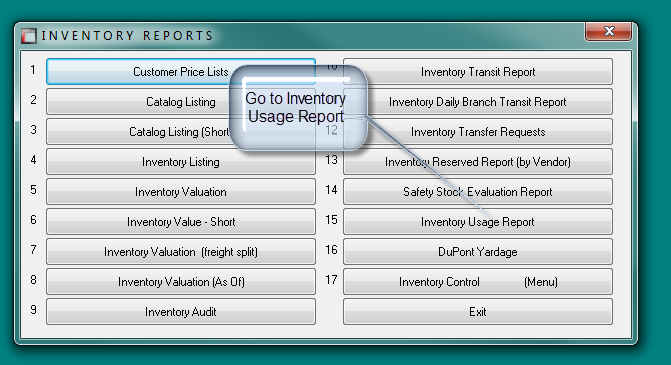 INVENTORY REPORTS
1 Customer Price Lists
2 Catalog Listing
3 Catalog Listing (Short
4 Inventory Listing
5 Inventory Valuation
6 Inventory Value - Short
7 Inventory Valuation (freight split)
8 Inventory Valuation (As Of)
9 Inventory Audit
Go to Inventory
Usage Report
10 Inventory Transit Report
Inventory Daily Branch Transit Report
12 Inventory Transfer Requests
13 Inventory Reserved Report (by Vendor)
14 Safety Stock Evaluation Report
15 Inventory Usage Report
16 DuPont Yardage
17 Inventory Control (Menu)
Exit